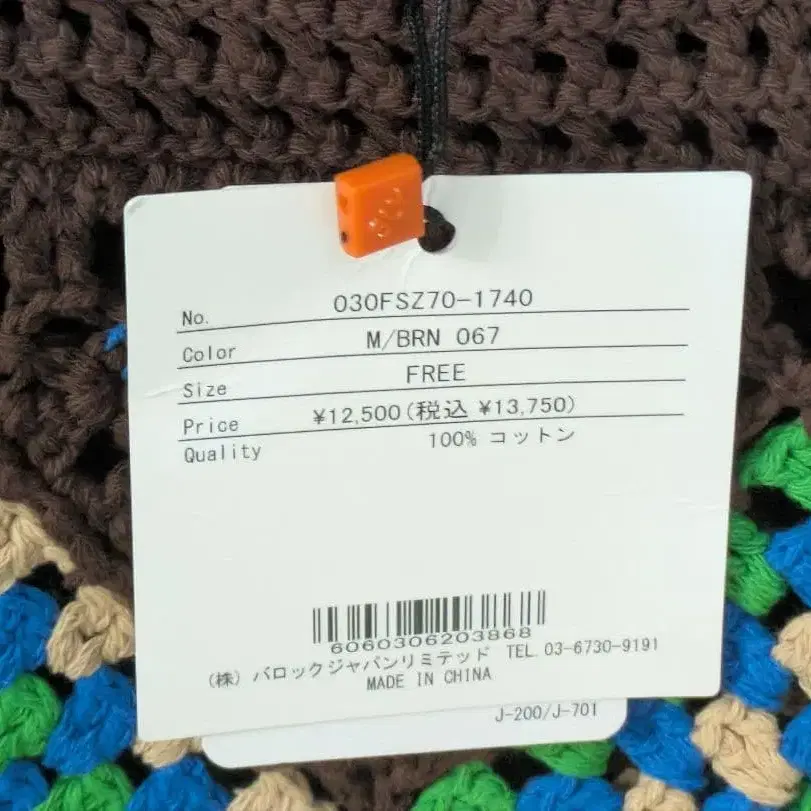 No. 030FSZ70-1740
Color M/BRN 067
Size FREE
Price ¥12,500(税込 ¥13,750)
Quality 100% コットン
6060306203868
(株) バロックジャパンリミテッド TEL.03-6730-9191
MADE IN CHINA
J-200/J-701